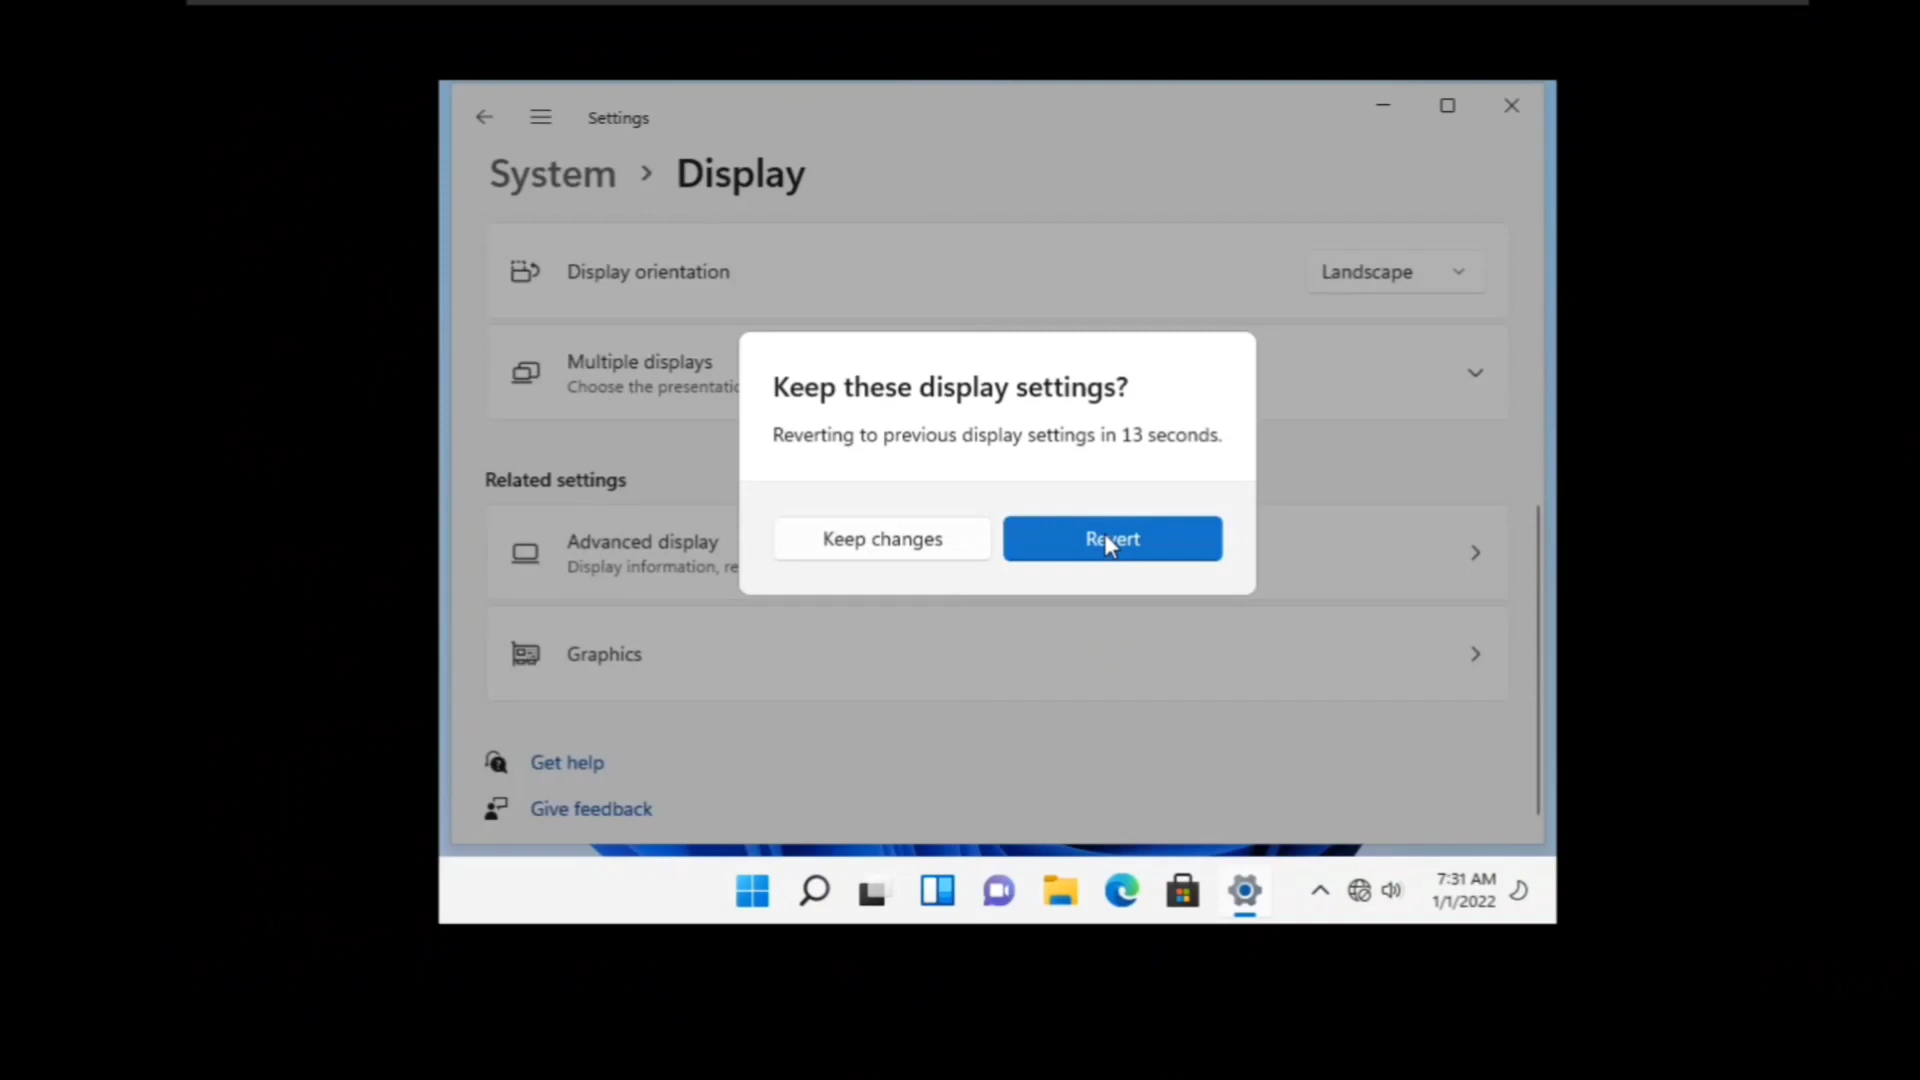 Settings
System > Display
Display orientation
Landscape
Multiple displays
Choose the
Keep these display settings?
Reverting to previous display settings in 13 seconds.
Related settings
Keep changes
Revert
Advanced display
Display information,
Graphics
Get help
Give feedback
7:31 AM
1/1/2022